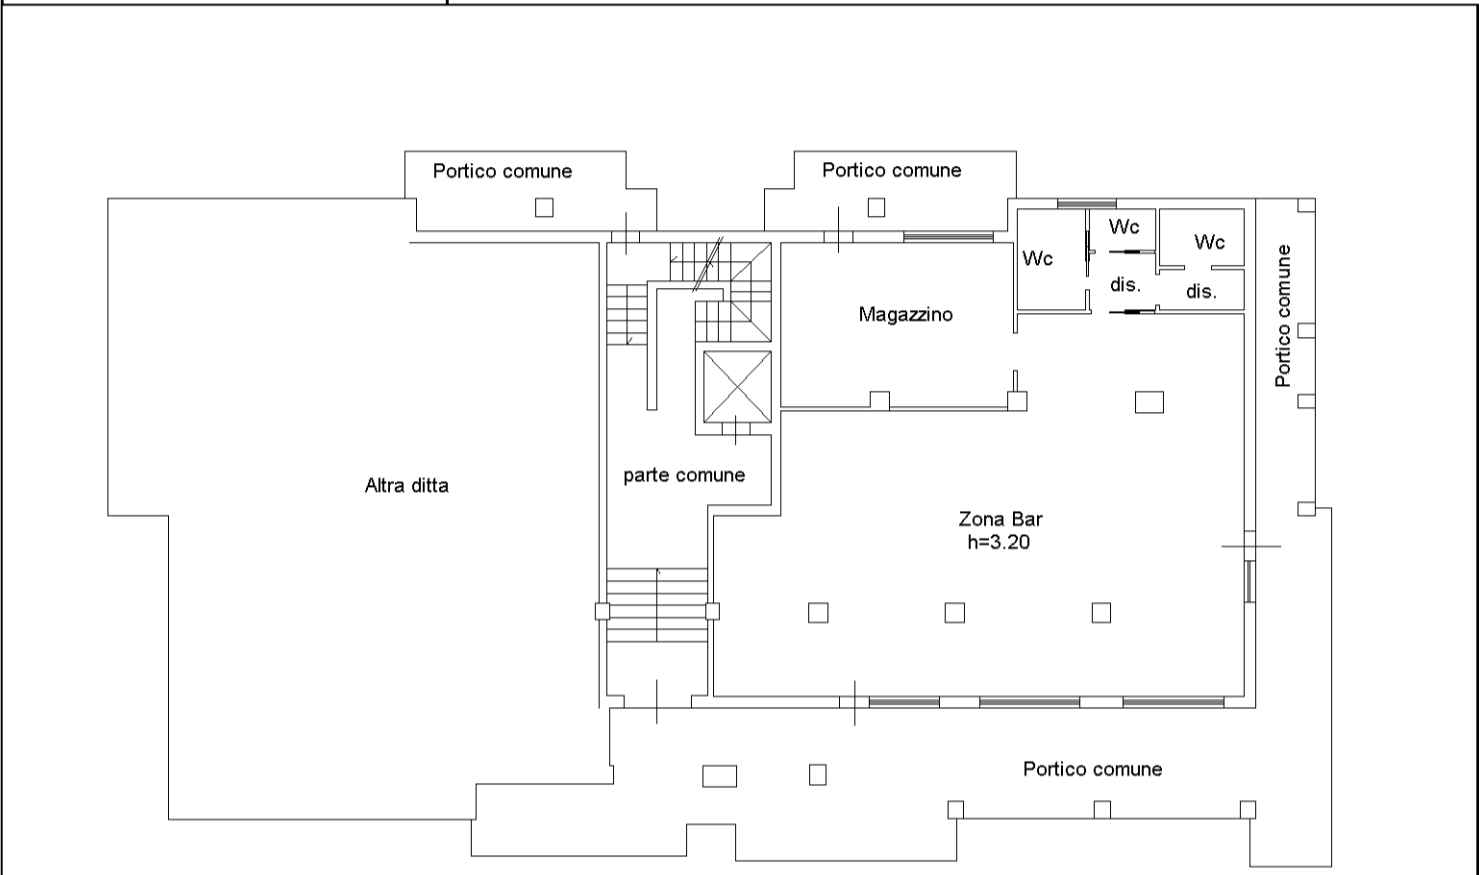 Portico comune
Portico comune
Wc
Wc
Wc
dis.
dis.
Portico comune
Magazzino
parte comune
Altra ditta
Zona Bar
h=3.20
Portico comune